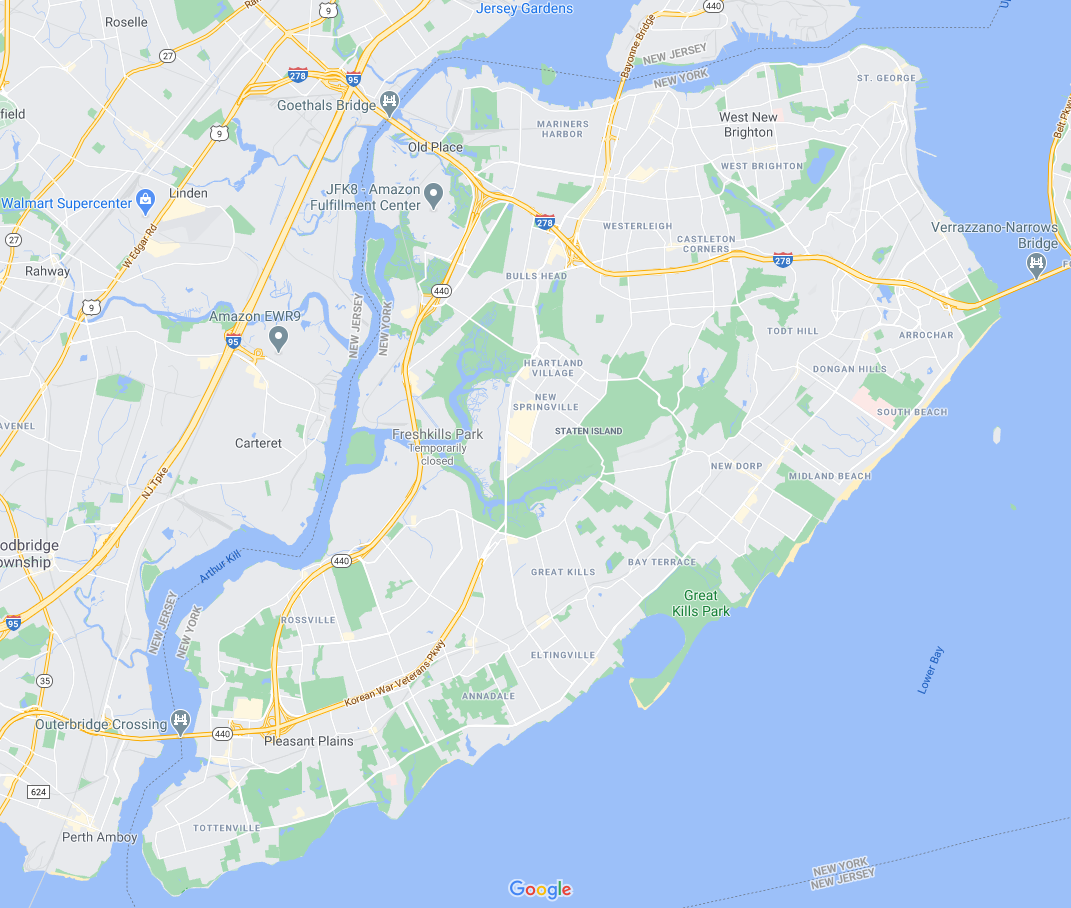 Jersey Gardens
440
9
Roselle
Bayonne Bridge
NEW JERSEY
NEW YORK
27
278
95
ST. GEORGE
Goethals Bridge
field
9
MARINERS
HARBOR
West New
Brighton
Belt Pkwy
Old Place
WEST BRIGHTON
JFK8 - Amazon
Fulfillment Center
Linden
Walmart Supercenter
278
WESTERLEIGH
Verrazzano-Narrows
Bridge
27
W Edgar Rd
CASTLETON
CORNERS
278
Rahway
BULLS HEAD
440
9
NEW JERSEY
NEW YORK
Amazon EWR9
95
TODT HILL
ARROCHAR
HEARTLAND
VILLAGE
DONGAN HILLS
NEW
SPRINGVILLE
SOUTH BEACH
AVENEL
Carteret
Freshkills Park
Temporarily
closed
STATEN ISLAND
NJ Tpke
NEW DORP
MIDLAND BEACH
odbridge
ownship
440
Arthur Kill
GREAT KILLS
BAY TERRACE
Great
Kills Park
NEW JERSEY
NEW YORK
95
ROSSVILLE
ELTINGVILLE
Lower Bay
35
Korean War Veterans Pkwy
ANNADALE
Outerbridge Crossing
440
Pleasant Plains
624
TOTTENVILLE
Perth Amboy
NEW YORK
NEW JERSEY
Google